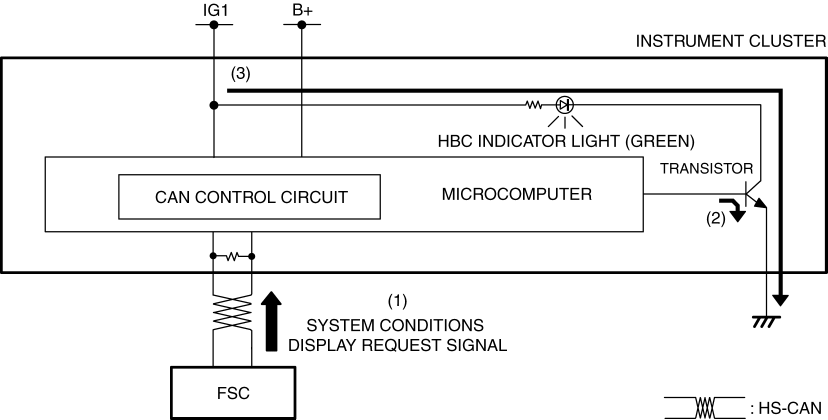 IG1
B+
INSTRUMENT CLUSTER
(3)
HBC INDICATOR LIGHT (GREEN)
TRANSISTOR
CAN CONTROL CIRCUIT
MICROCOMPUTER
(2)
(1)
SYSTEM CONDITIONS
DISPLAY REQUEST SIGNAL
FSC
: HS-CAN